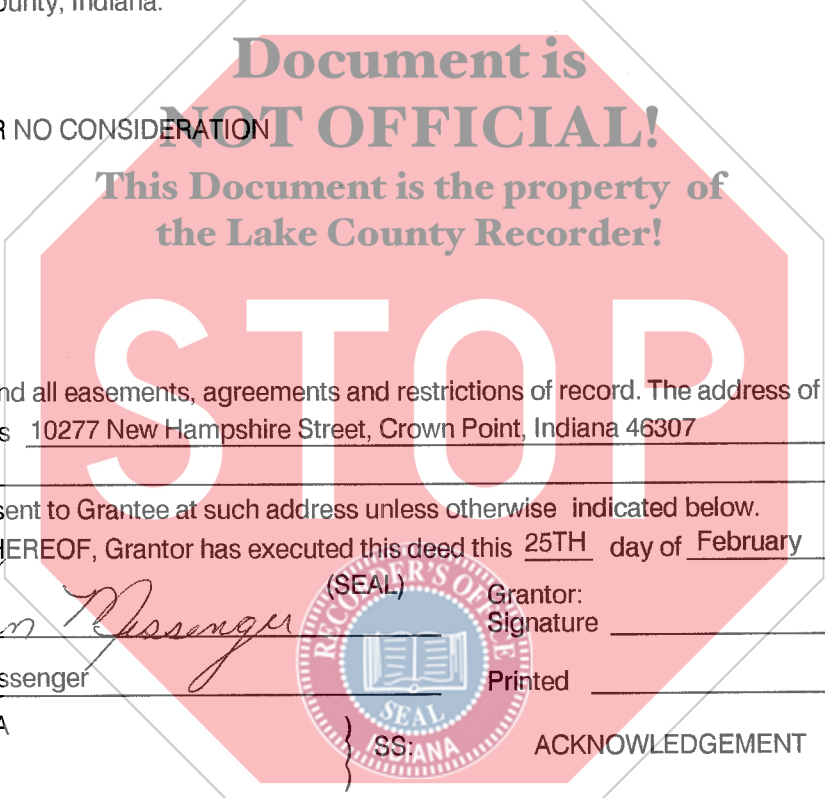 County, Indiana.
Document is
NOT OFFICIAL!
R NO CONSIDERATION
This Document is the property of
the Lake County Recorder!
STOP
nd all easements, agreements and restrictions of record. The address of
s 10277 New Hampshire Street, Crown Point, Indiana 46307
sent to Grantee at such address unless otherwise indicated below.
HEREOF, Grantor has executed this deed this 25TH day of February
(SEAL) Grantor:
n Messenger Signature
ssenger Printed
A
SS: ACKNOWLEDGEMENT
RECORDER'S OFFICE
SEAL
INDIANA